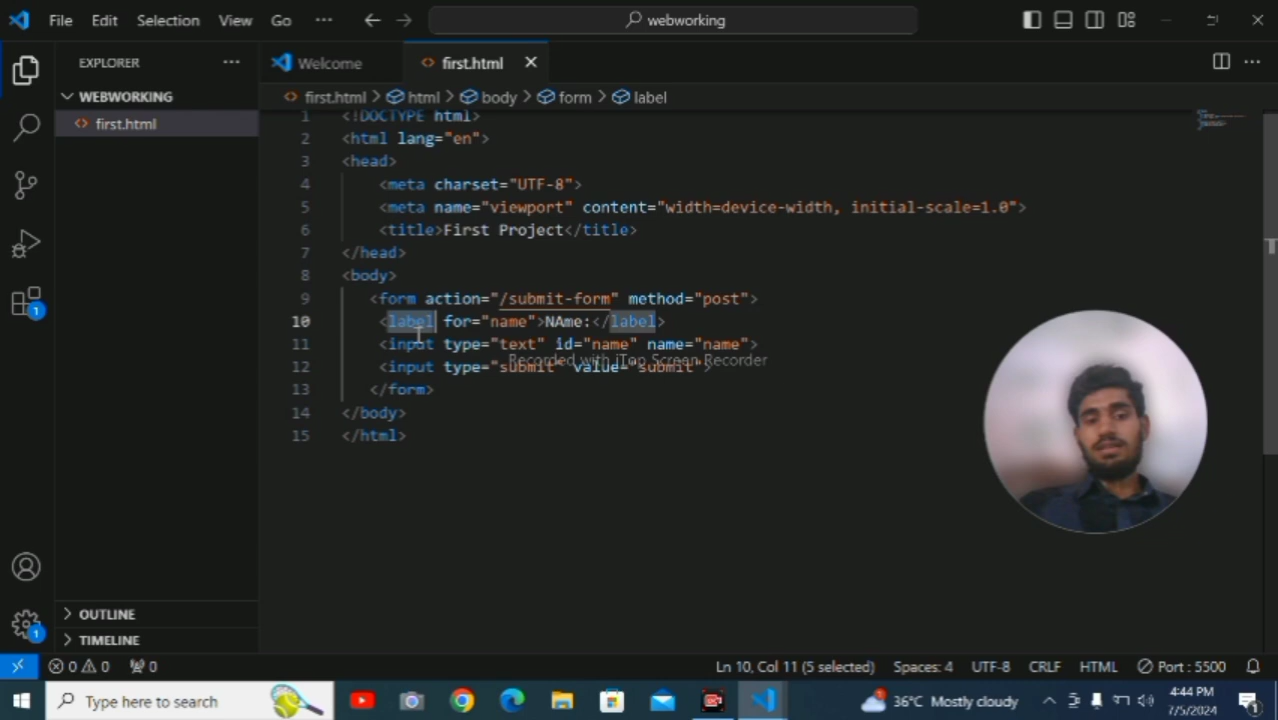 File Edit Selection View Go ··· webworking
EXPLORER ···
Welcome
first.html
WEBWORKING
first.html
first.html > html > body > form > label
1 <!DOCTYPE html>
2 <html lang="en">
3 <head>
4 <meta charset="UTF-8">
5 <meta name="viewport" content="width=device-width, initial-scale=1.0">
6 <title>First Project</title>
7 </head>
8 <body>
9 <form action="/submit-form" method="post">
10 <label for="name">NAme:</label>
11 <input type="text" id="name" name="name">
Recorded with iTop Screen Recorder
12 <input type="submit" value="submit">
13 </form>
14 </body>
15 </html>
1
1
OUTLINE
TIMELINE
0 0 0 Ln 10, Col 11 (5 selected) Spaces: 4 UTF-8 CRLF HTML Port : 5500
Type here to search
36°C Mostly cloudy
4:44 PM
7/5/2024
1